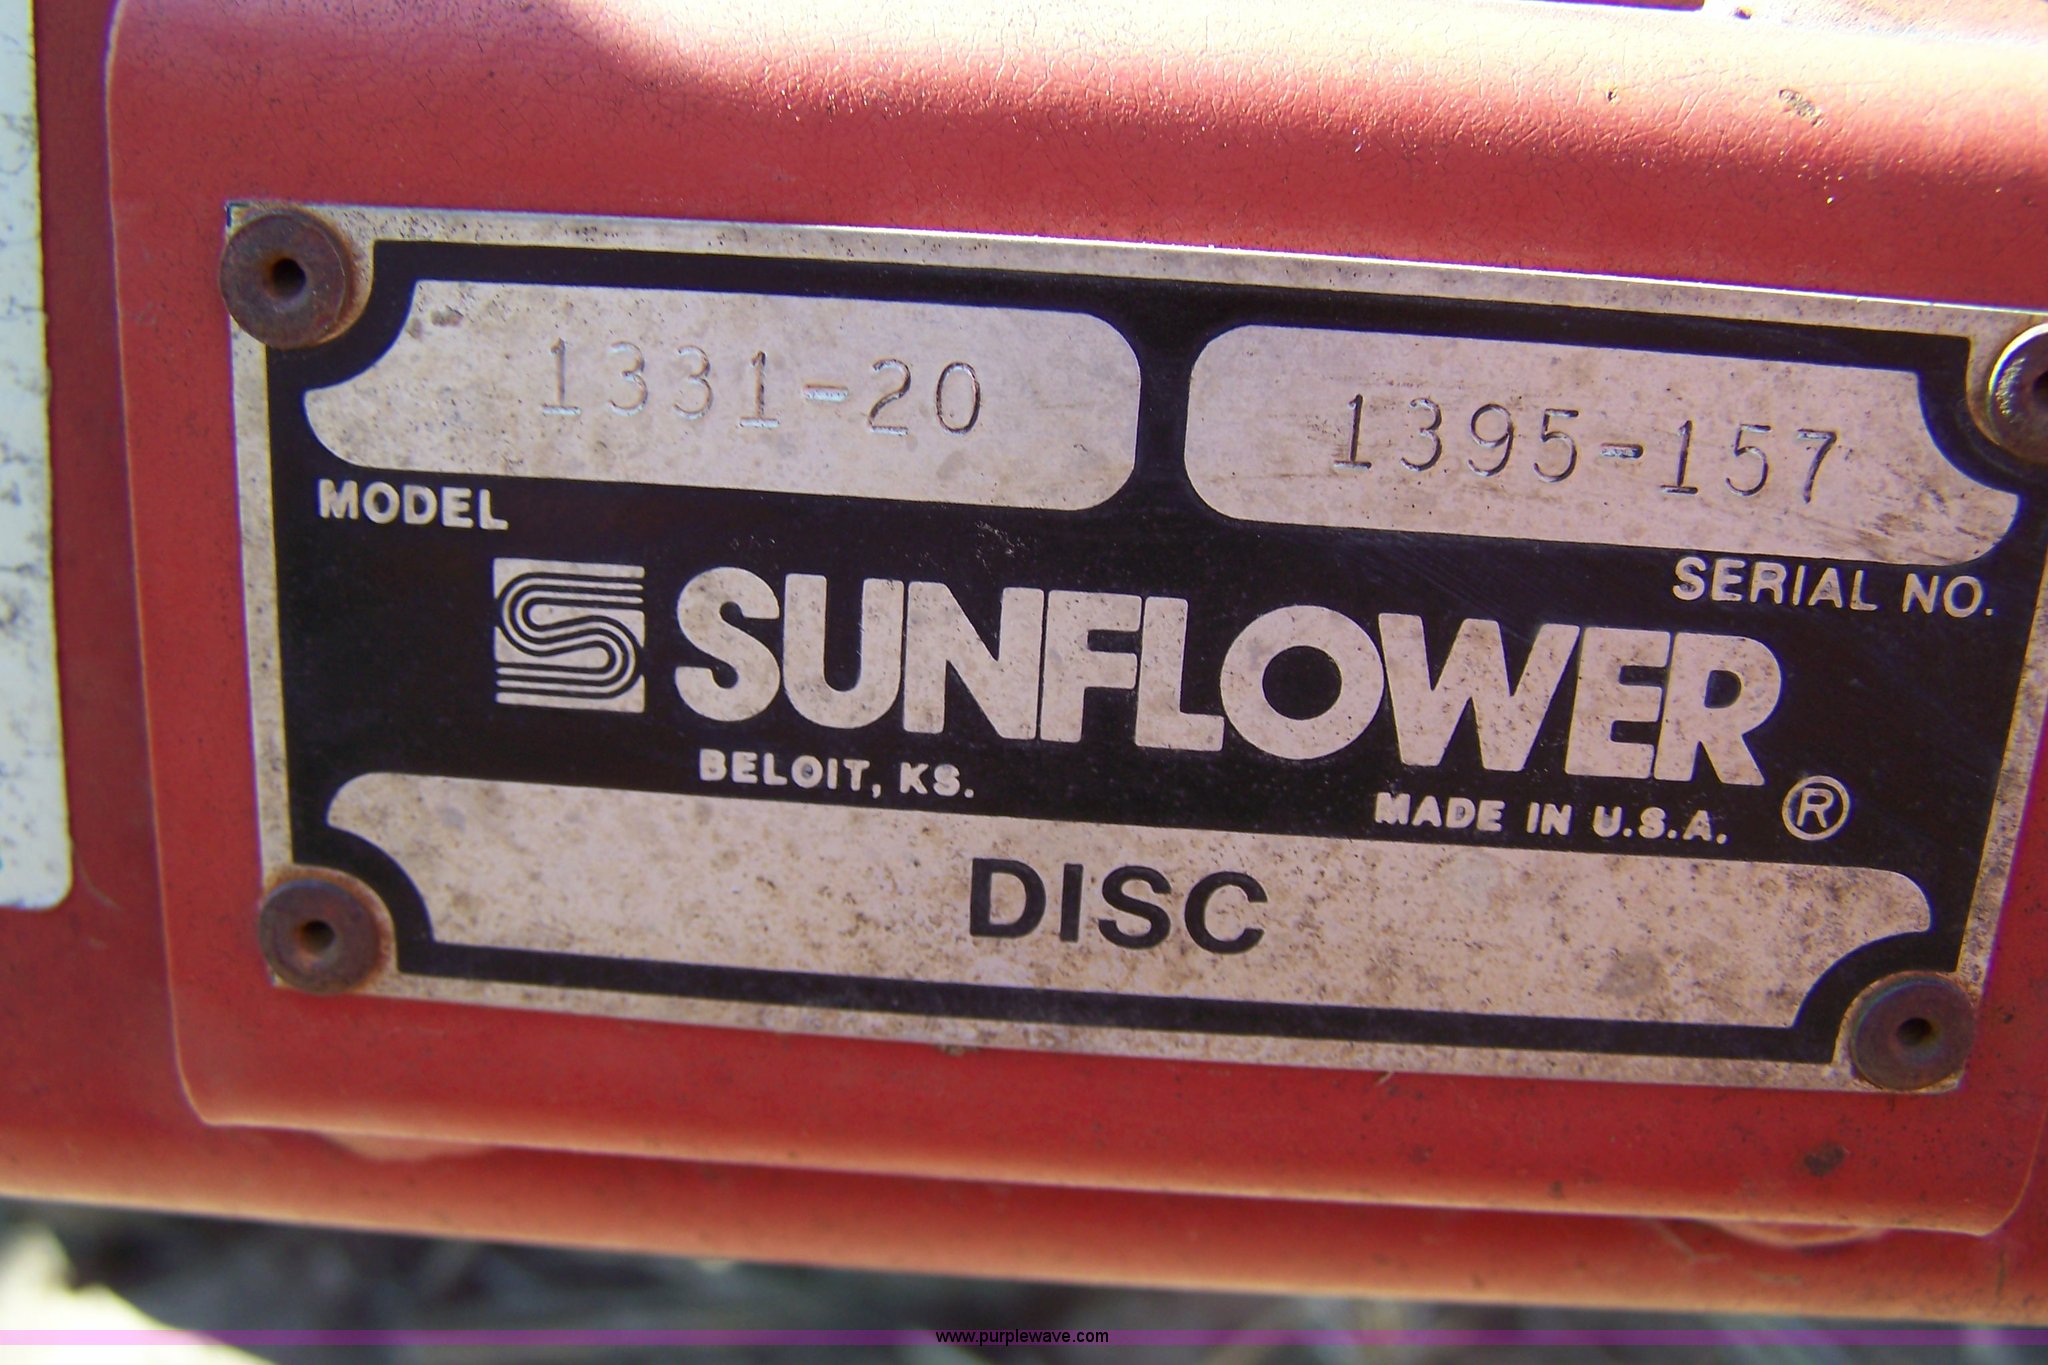 1331-20
1395-157
MODEL
SERIAL NO.
SUNFLOWER
BELOIT, KS.
MADE IN U.S.A. ®
DISC
www.purplewave.com